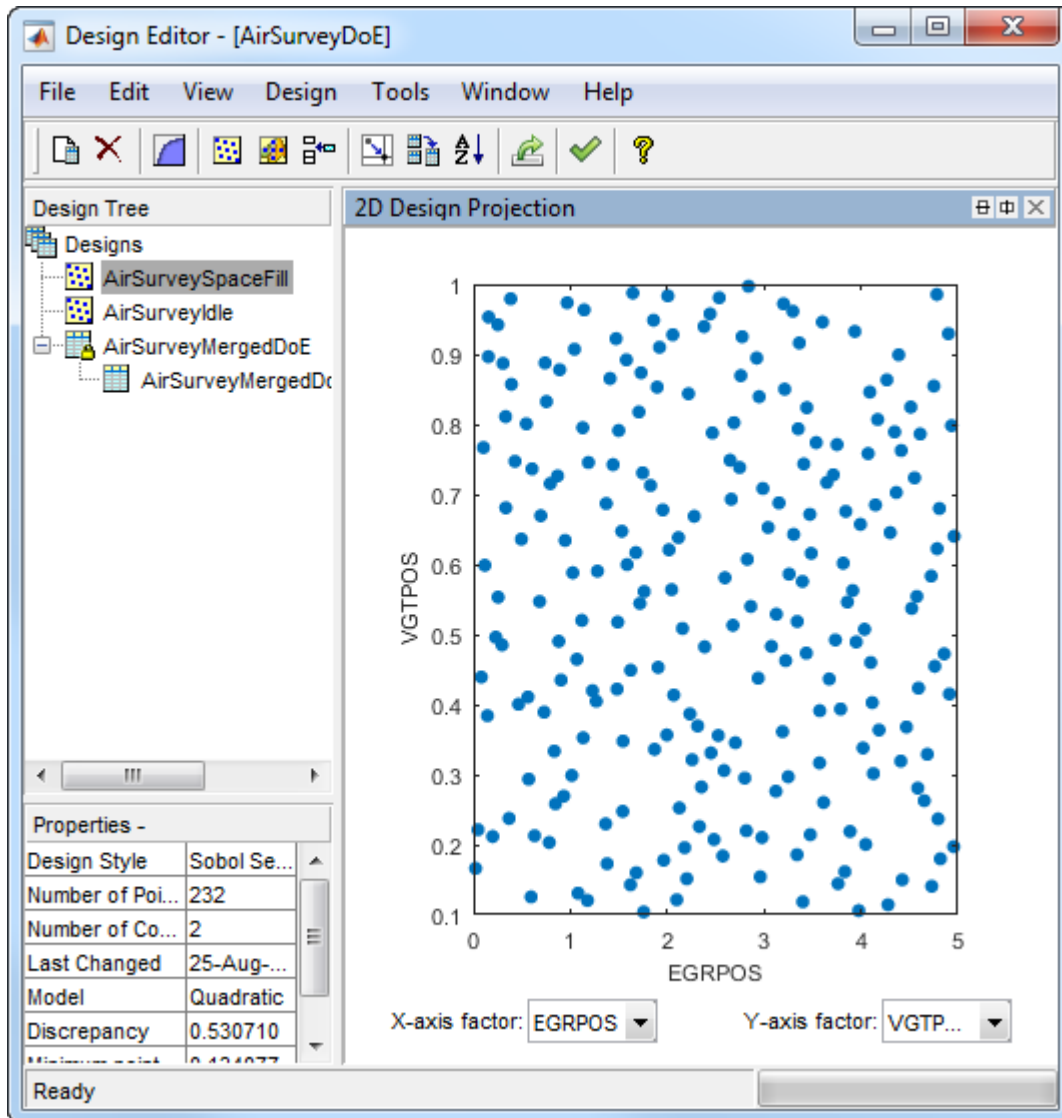 Design Editor - [AirSurveyDoE]
File Edit View Design Tools Window Help
Design Tree
Designs
AirSurveySpaceFill
AirSurveyIdle
AirSurveyMergedDoE
AirSurveyMergedDo
Properties -
Design Style Sobol Se...
Number of Poi... 232
Number of Co... 2
Last Changed 25-Aug-...
Model Quadratic
Discrepancy 0.530710
Ready
2D Design Projection
1
0.9
0.8
0.7
0.6
0.5
0.4
0.3
0.2
0.1
VGTPOS
0 1 2 3 4 5
EGRPOS
X-axis factor: EGRPOS Y-axis factor: VGTP...